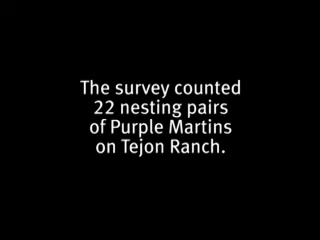 The survey counted
22 nesting pairs
of Purple Martins
on Tejon Ranch.